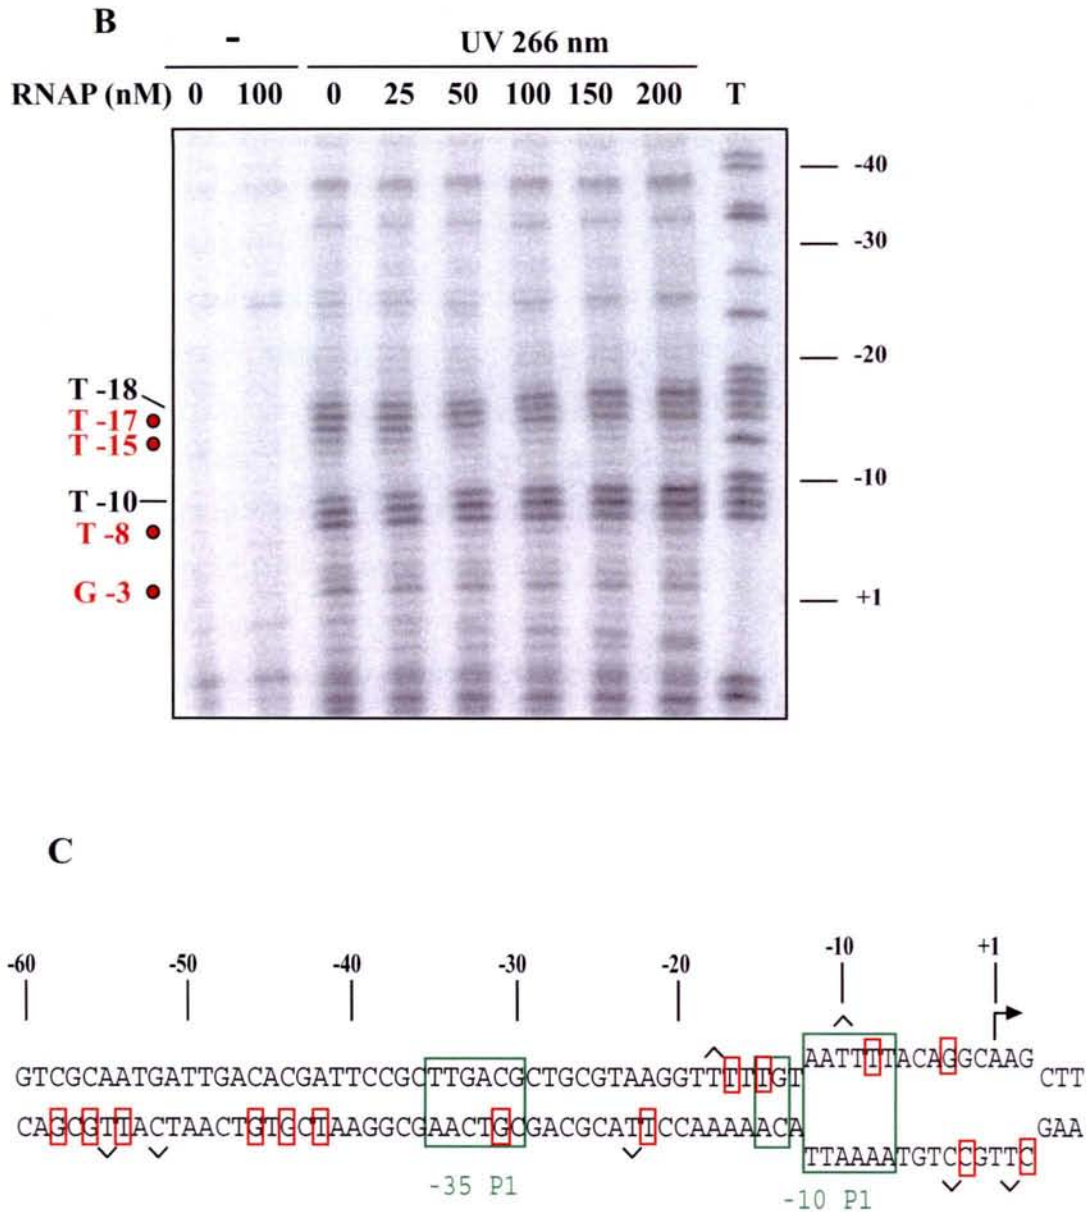 B
-
UV 266 nm
RNAP (nM) 0 100 0 25 50 100 150 200 T
-40
-30
-20
T -18
T -17
T -15
-10
T -10
T -8
G -3
+1
C
-60 -50 -40 -30 -20 -10 +1
GTCGCAATGATTGACACGATTCCGCTTGACGCTGCGTAAGGTTTTTGT AATTTTACAGGCAAG CTT
CAGCGTTACTAACTGTGCTAAGGCGAACTGCGACGCATTCCAAAAACA TTAAAATGTCCGTTC GAA
-35 P1 -10 P1